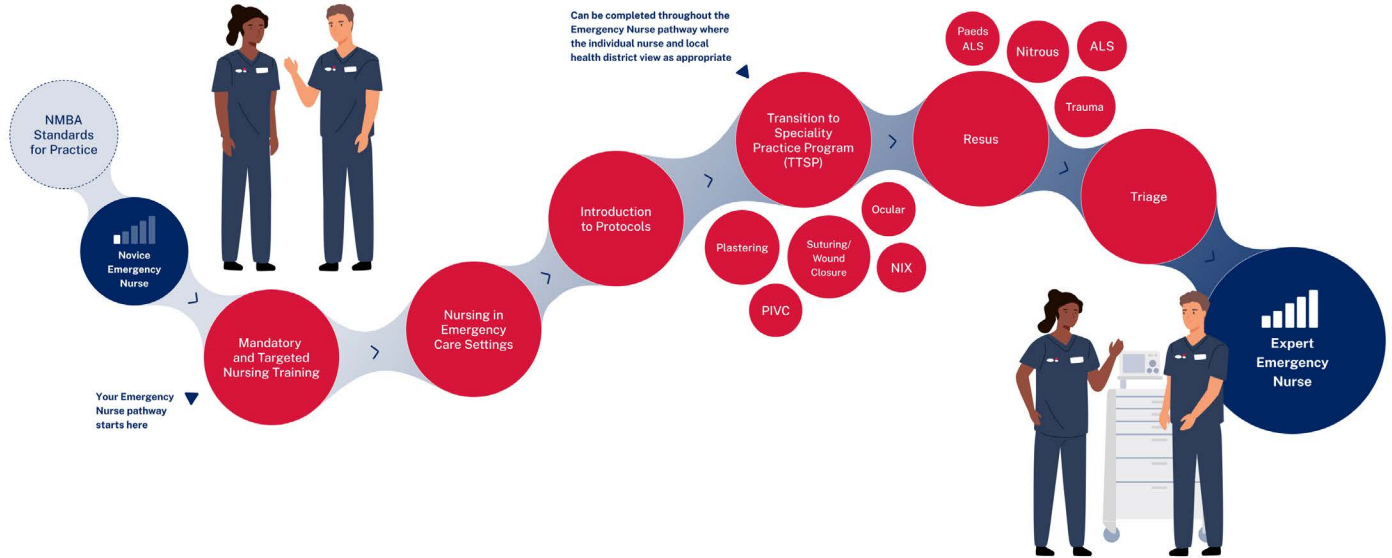 NMBA
Standards
for Practice
Novice
Emergency
Nurse
Your Emergency
Nurse pathway
starts here
Mandatory
and Targeted
Nursing Training
Nursing in
Emergency
Care Settings
Introduction
to Protocols
Can be completed throughout the
Emergency Nurse pathway where
the individual nurse and local
health district view as appropriate
Transition to
Speciality
Practice Program
(TTSP)
Plastering
PIVC
Suturing/
Wound
Closure
Ocular
NIX
Resus
Paeds
ALS
Nitrous
ALS
Trauma
Triage
Expert
Emergency
Nurse